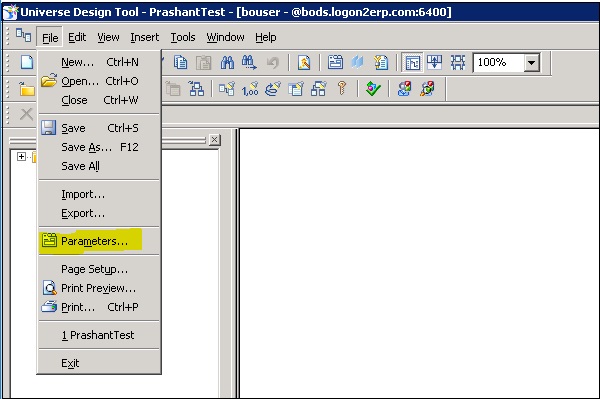 Universe Design Tool - PrashantTest - [bouser - @bods.logon2erp.com:6400]
File Edit View Insert Tools Window Help
New... Ctrl+N
100%
Open... Ctrl+O
Close Ctrl+W
1,00
Save Ctrl+S
Save As... F12
Save All
Import...
Export...
Parameters...
Page Setup...
Print Preview...
Print... Ctrl+P
1 PrashantTest
Exit